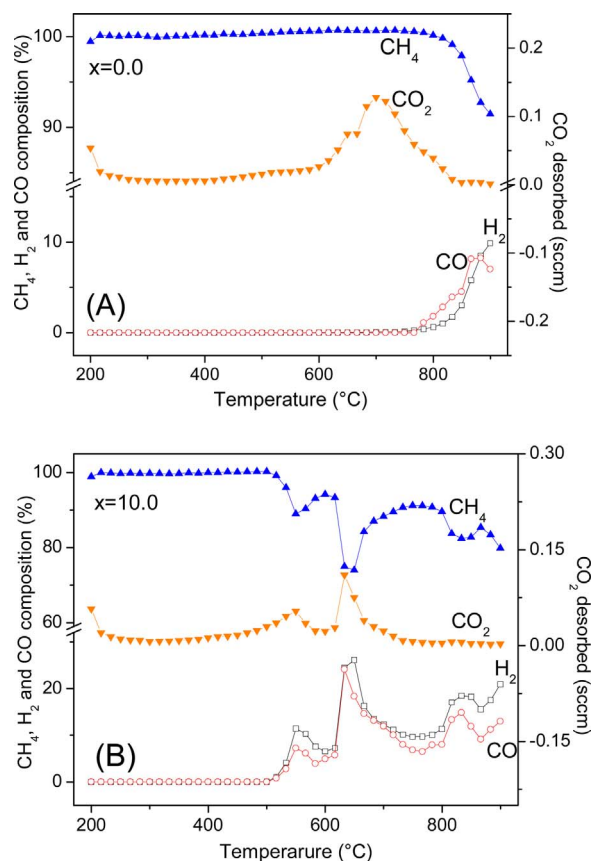 CH4, H2 and CO composition (%)
100
90
10
0
x=0.0
CH4
CO2
H2
CO
(A)
0.2
0.1
0.0
-0.1
-0.2
CO2 desorbed (sccm)
200 400 600 800
Temperature (°C)
CH4, H2 and CO composition (%)
100
80
60
20
0
x=10.0
CH4
CO2
H2
CO
(B)
0.30
0.15
0.00
-0.15
CO2 desorbed (sccm)
200 400 600 800
Temperarure (°C)